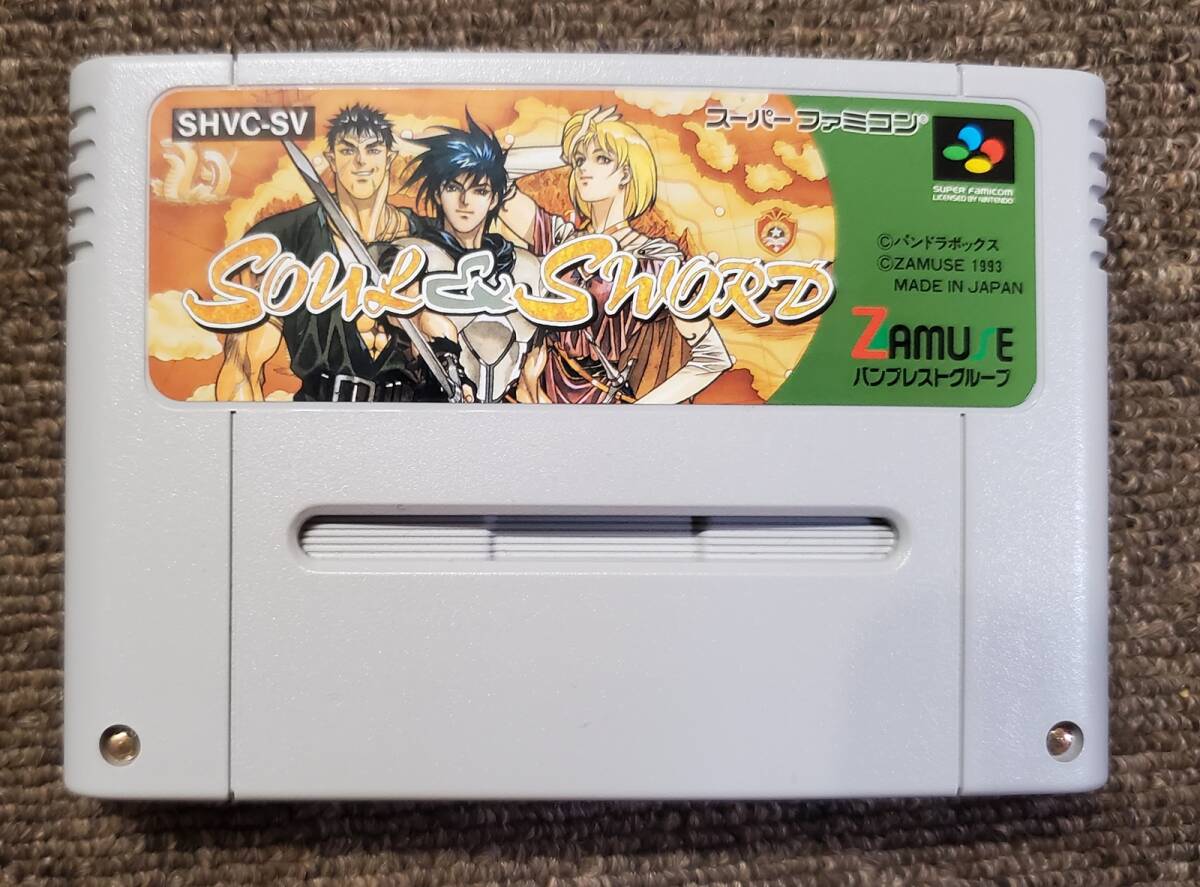 SHVC-SV
スーパー ファミコン®
SUPER FAMICOM
LICENSED BY NINTENDO
SOUL & SWORD
©パンドラボックス
©ZAMUSE 1993
MADE IN JAPAN
ZAMUSE
バンプレストグループ